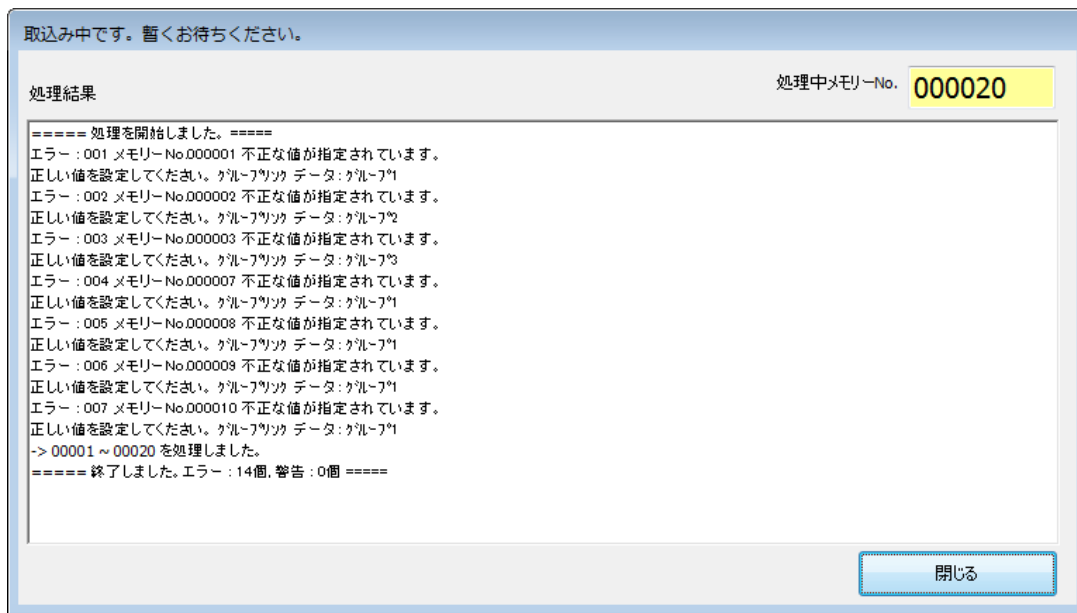 取込み中です。暫くお待ちください。
処理中メモリーNo. 000020
処理結果
===== 処理を開始しました。=====
エラー : 001 メモリーNo.000001 不正な値が指定されています。
正しい値を設定してください。 ｸﾞﾙｰﾌﾟﾘﾝｸ データ : ｸﾞﾙｰﾌﾟ1
エラー : 002 メモリーNo.000002 不正な値が指定されています。
正しい値を設定してください。 ｸﾞﾙｰﾌﾟﾘﾝｸ データ : ｸﾞﾙｰﾌﾟ2
エラー : 003 メモリーNo.000003 不正な値が指定されています。
正しい値を設定してください。 ｸﾞﾙｰﾌﾟﾘﾝｸ データ : ｸﾞﾙｰﾌﾟ3
エラー : 004 メモリーNo.000007 不正な値が指定されています。
正しい値を設定してください。 ｸﾞﾙｰﾌﾟﾘﾝｸ データ : ｸﾞﾙｰﾌﾟ1
エラー : 005 メモリーNo.000008 不正な値が指定されています。
正しい値を設定してください。 ｸﾞﾙｰﾌﾟﾘﾝｸ データ : ｸﾞﾙｰﾌﾟ1
エラー : 006 メモリーNo.000009 不正な値が指定されています。
正しい値を設定してください。 ｸﾞﾙｰﾌﾟﾘﾝｸ データ : ｸﾞﾙｰﾌﾟ1
エラー : 007 メモリーNo.000010 不正な値が指定されています。
正しい値を設定してください。 ｸﾞﾙｰﾌﾟﾘﾝｸ データ : ｸﾞﾙｰﾌﾟ1
-> 00001 ~ 00020 を処理しました。
===== 終了しました。エラー : 14個, 警告 : 0個 =====
閉じる